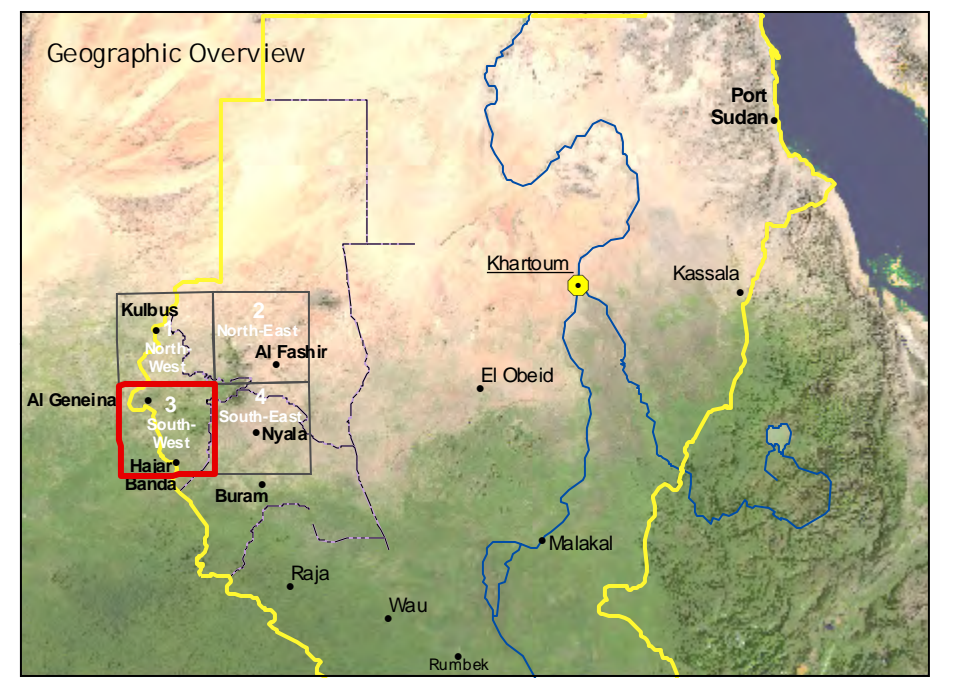 Geographic Overview
Port
Sudan
Khartoum
Kassala
Kulbus
1
North-
West
2
North-East
Al Fashir
El Obeid
Al Geneina
3
South-
West
4
South-East
Nyala
Hajar
Banda
Buram
Malakal
Raja
Wau
Rumbek